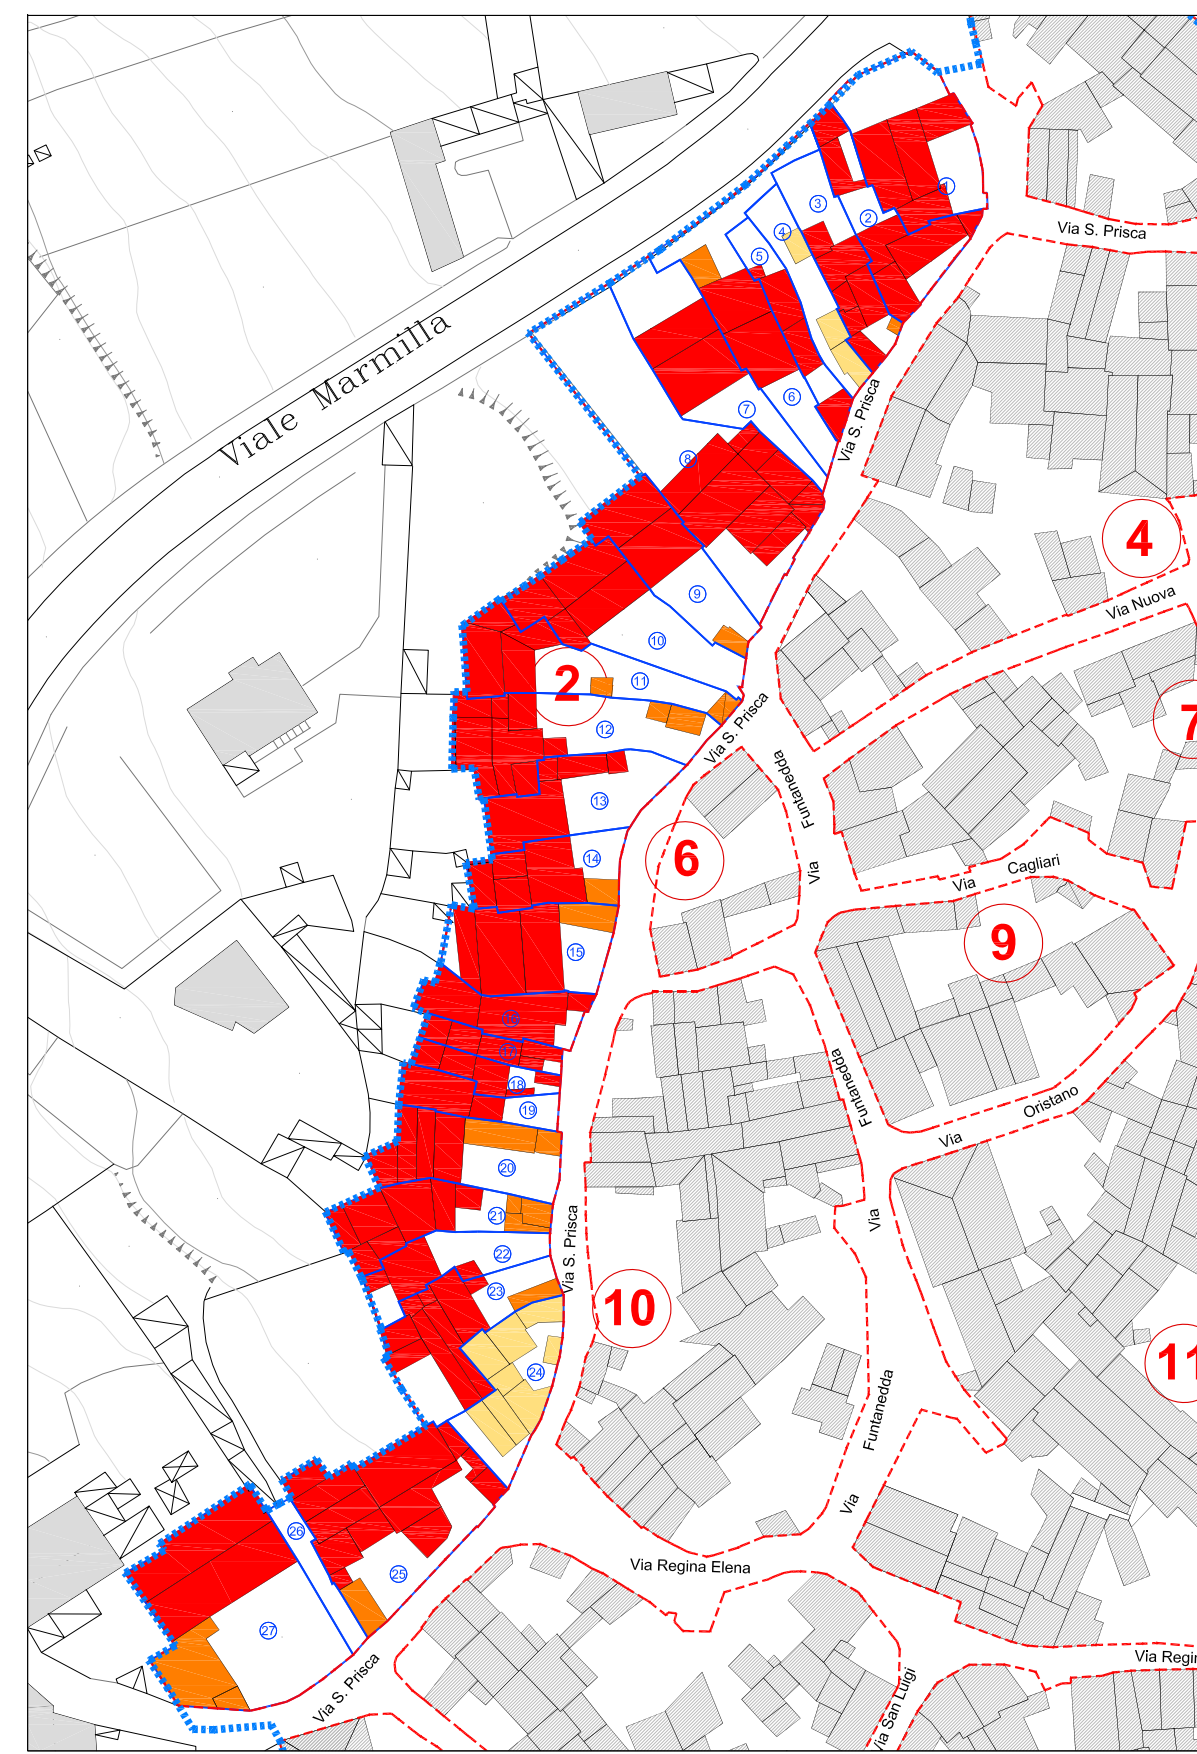 1
3
2
Via S. Prisca
4
5
Viale Marmilla
6
7
Via S. Prisca
8
4
9
Via Nuova
10
2
11
7
12
Via S. Prisca
Funtanedda
13
6
14
Via
Cagliari
Via
9
15
16
17
18
Funtanedda
Oristano
19
Via
20
21
Via
Via S. Prisca
22
23
10
11
24
Funtanedda
Via
26
Via Regina Elena
25
27
Via Regin
Via S. Prisca
Via San Luigi